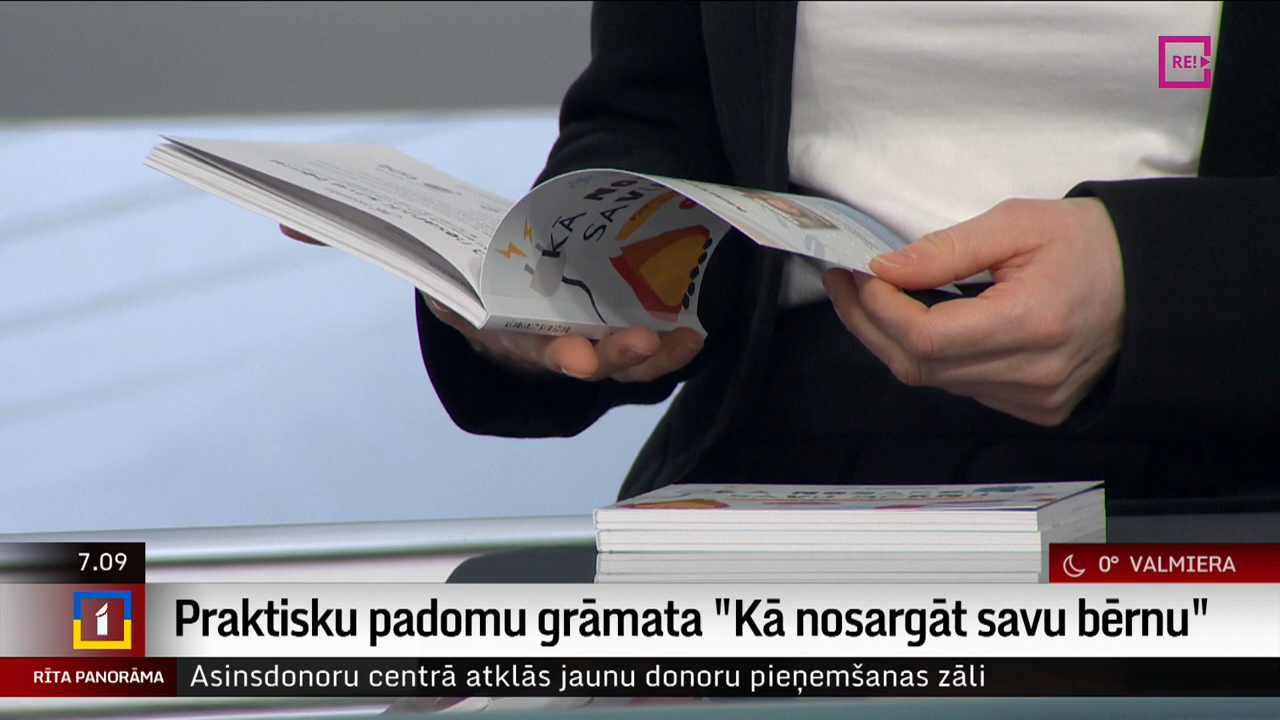 RE!
KĀ NO
SAVU
7.09
0° VALMIERA
1
Praktisku padomu grāmata "Kā nosargāt savu bērnu"
RĪTA PANORĀMA
Asinsdonoru centrā atklās jaunu donoru pieņemšanas zāli